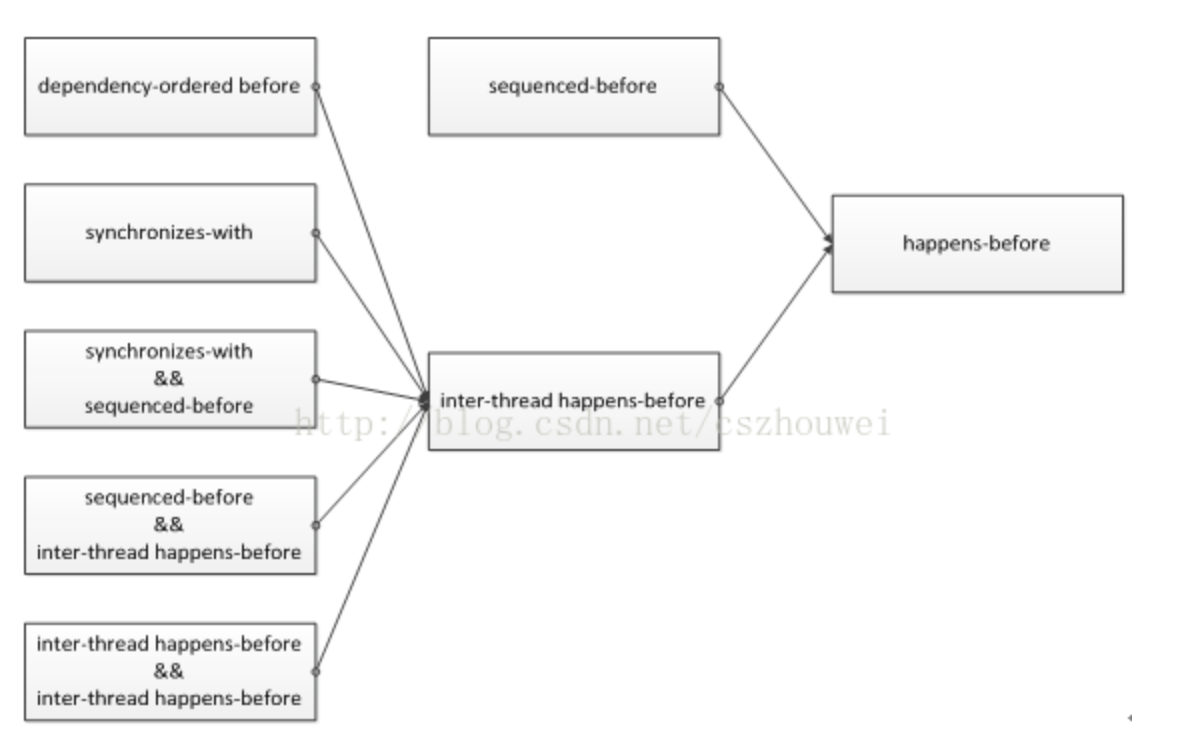 dependency-ordered before
sequenced-before
synchronizes-with
happens-before
synchronizes-with
&&
sequenced-before
inter-thread happens-before
http://blog.csdn.net/cszhouwei
sequenced-before
&&
inter-thread happens-before
inter-thread happens-before
&&
inter-thread happens-before